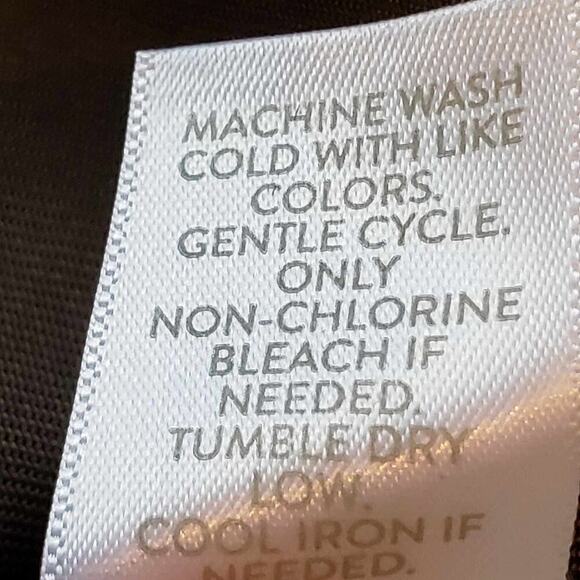 MACHINE WASH
COLD WITH LIKE
COLORS.
GENTLE CYCLE.
ONLY
NON-CHLORINE
BLEACH IF
NEEDED.
TUMBLE DRY
LOW.
COOL IRON IF
NEEDED.